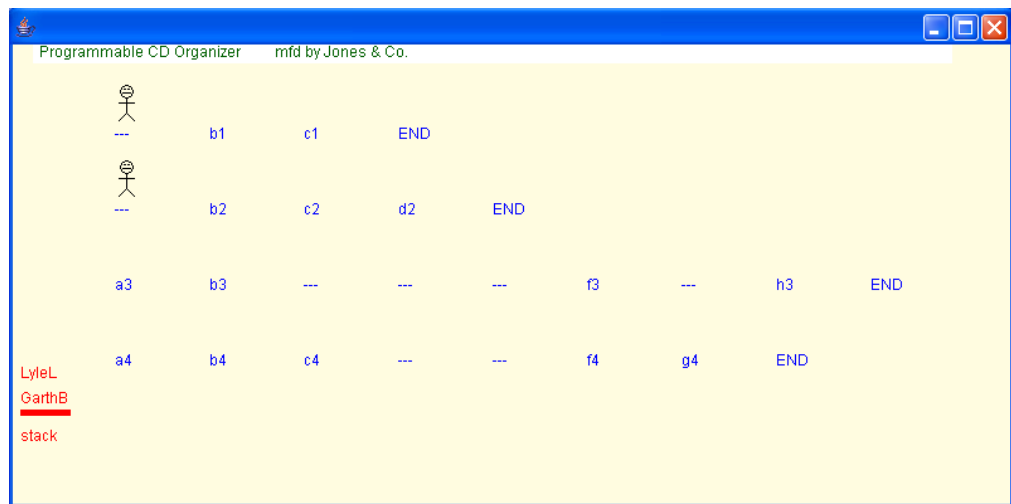 Programmable CD Organizer mfd by Jones & Co.
--- b1 c1 END
--- b2 c2 d2 END
a3 b3 --- --- --- f3 --- h3 END
a4 b4 c4 --- --- f4 g4 END
LyleL
GarthB
stack